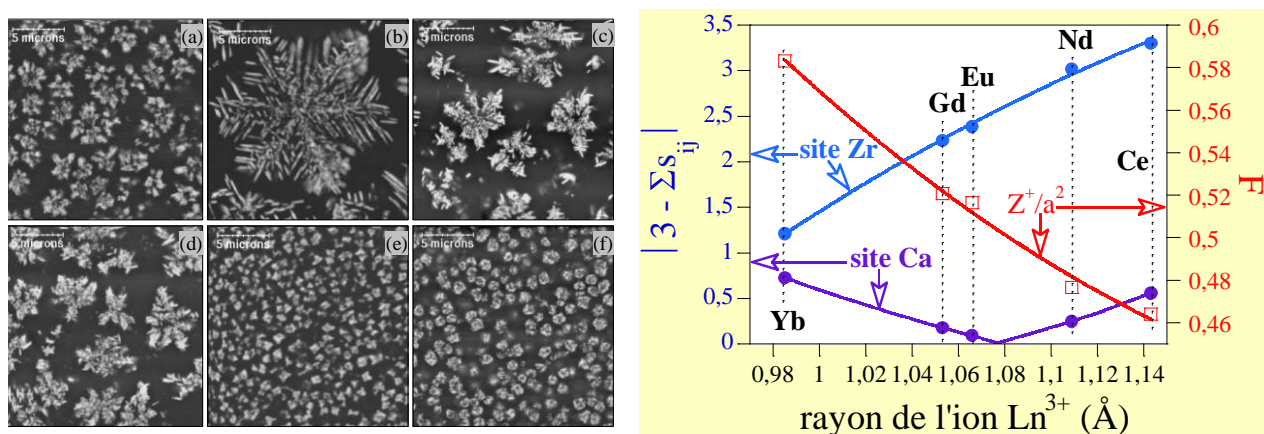 (a)
5 microns
(b)
5 microns
(c)
5 microns
(d)
5 microns
(e)
5 microns
(f)
5 microns
3,5
3
2,5
2
1,5
1
0,5
0
| 3 - Σs_ij |
0,6
0,58
0,56
0,54
0,52
0,5
0,48
0,46
F
Nd
Eu
Gd
site Zr
Ce
Z⁺/a²
site Ca
Yb
0,98 1 1,02 1,04 1,06 1,08 1,1 1,12 1,14
rayon de l'ion Ln³⁺ (Å)